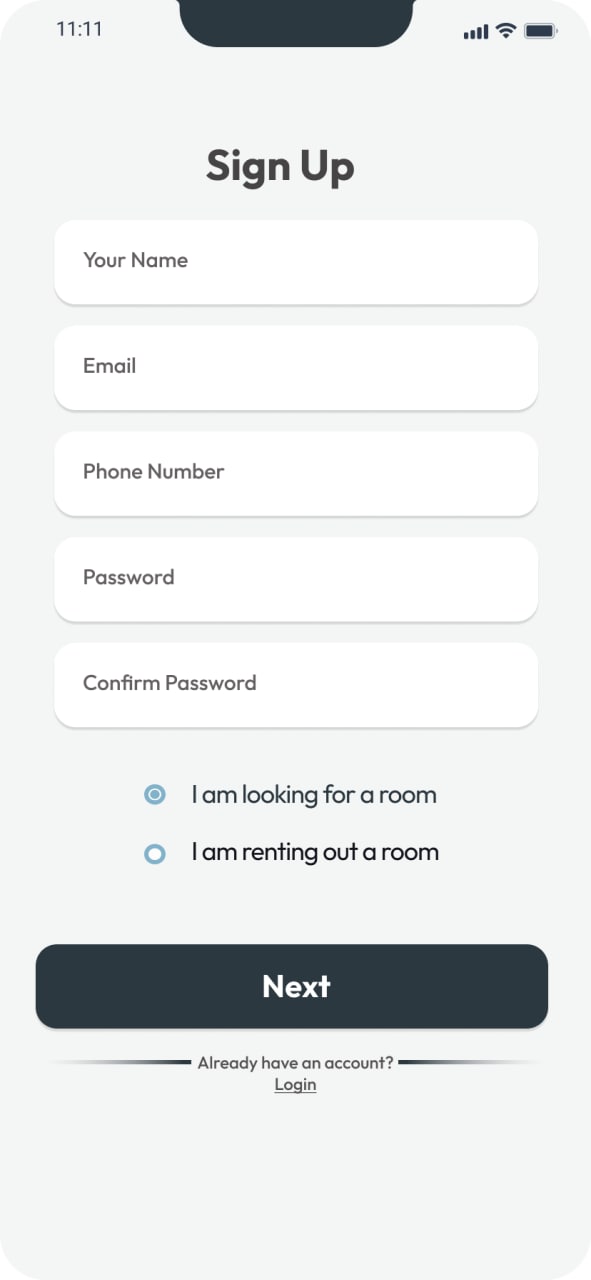 11:11
Sign Up
Your Name
Email
Phone Number
Password
Confirm Password
I am looking for a room
I am renting out a room
Next
Already have an account?
Login